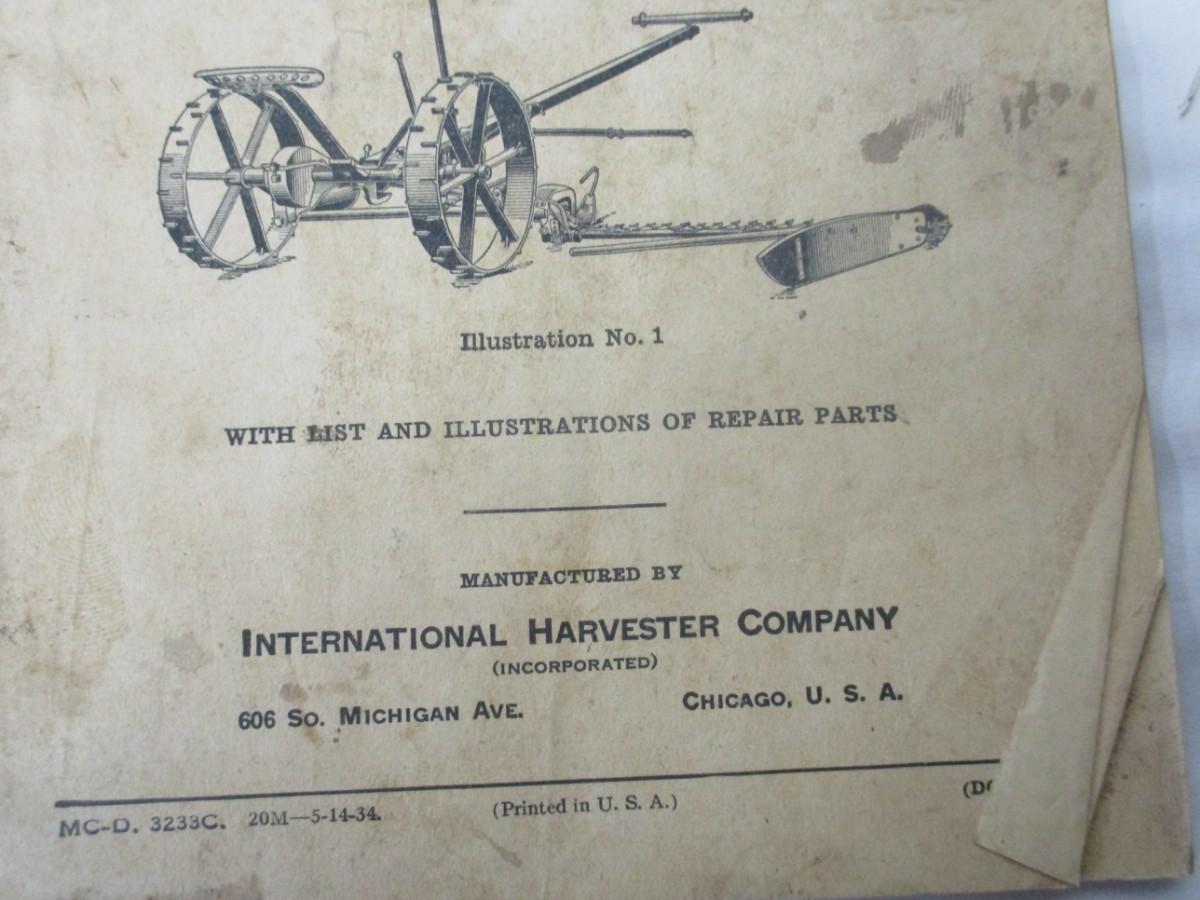 Illustration No. 1
WITH LIST AND ILLUSTRATIONS OF REPAIR PARTS
MANUFACTURED BY
INTERNATIONAL HARVESTER COMPANY
(INCORPORATED)
606 SO. MICHIGAN AVE. CHICAGO, U. S. A.
MC-D. 3233C. 20M—5-14-34. (Printed in U. S. A.)